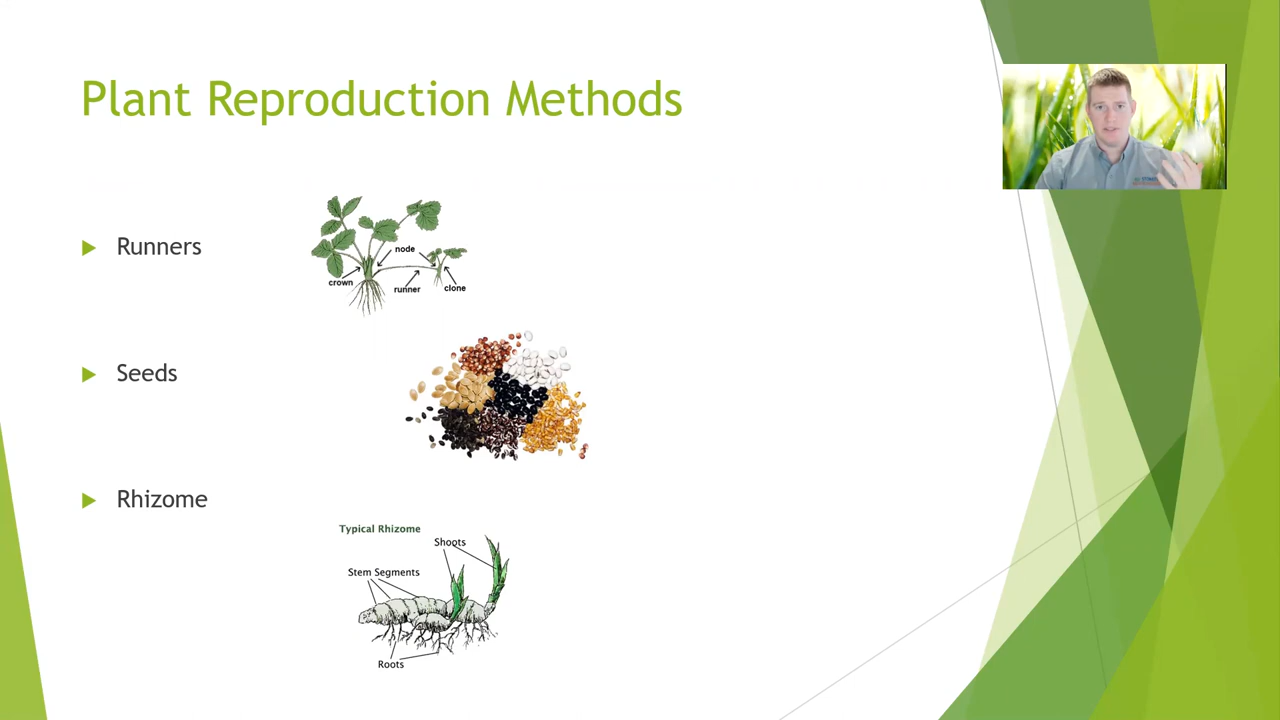 Plant Reproduction Methods
Runners
node
crown
runner
clone
Seeds
Rhizome
Typical Rhizome
Shoots
Stem Segments
Roots